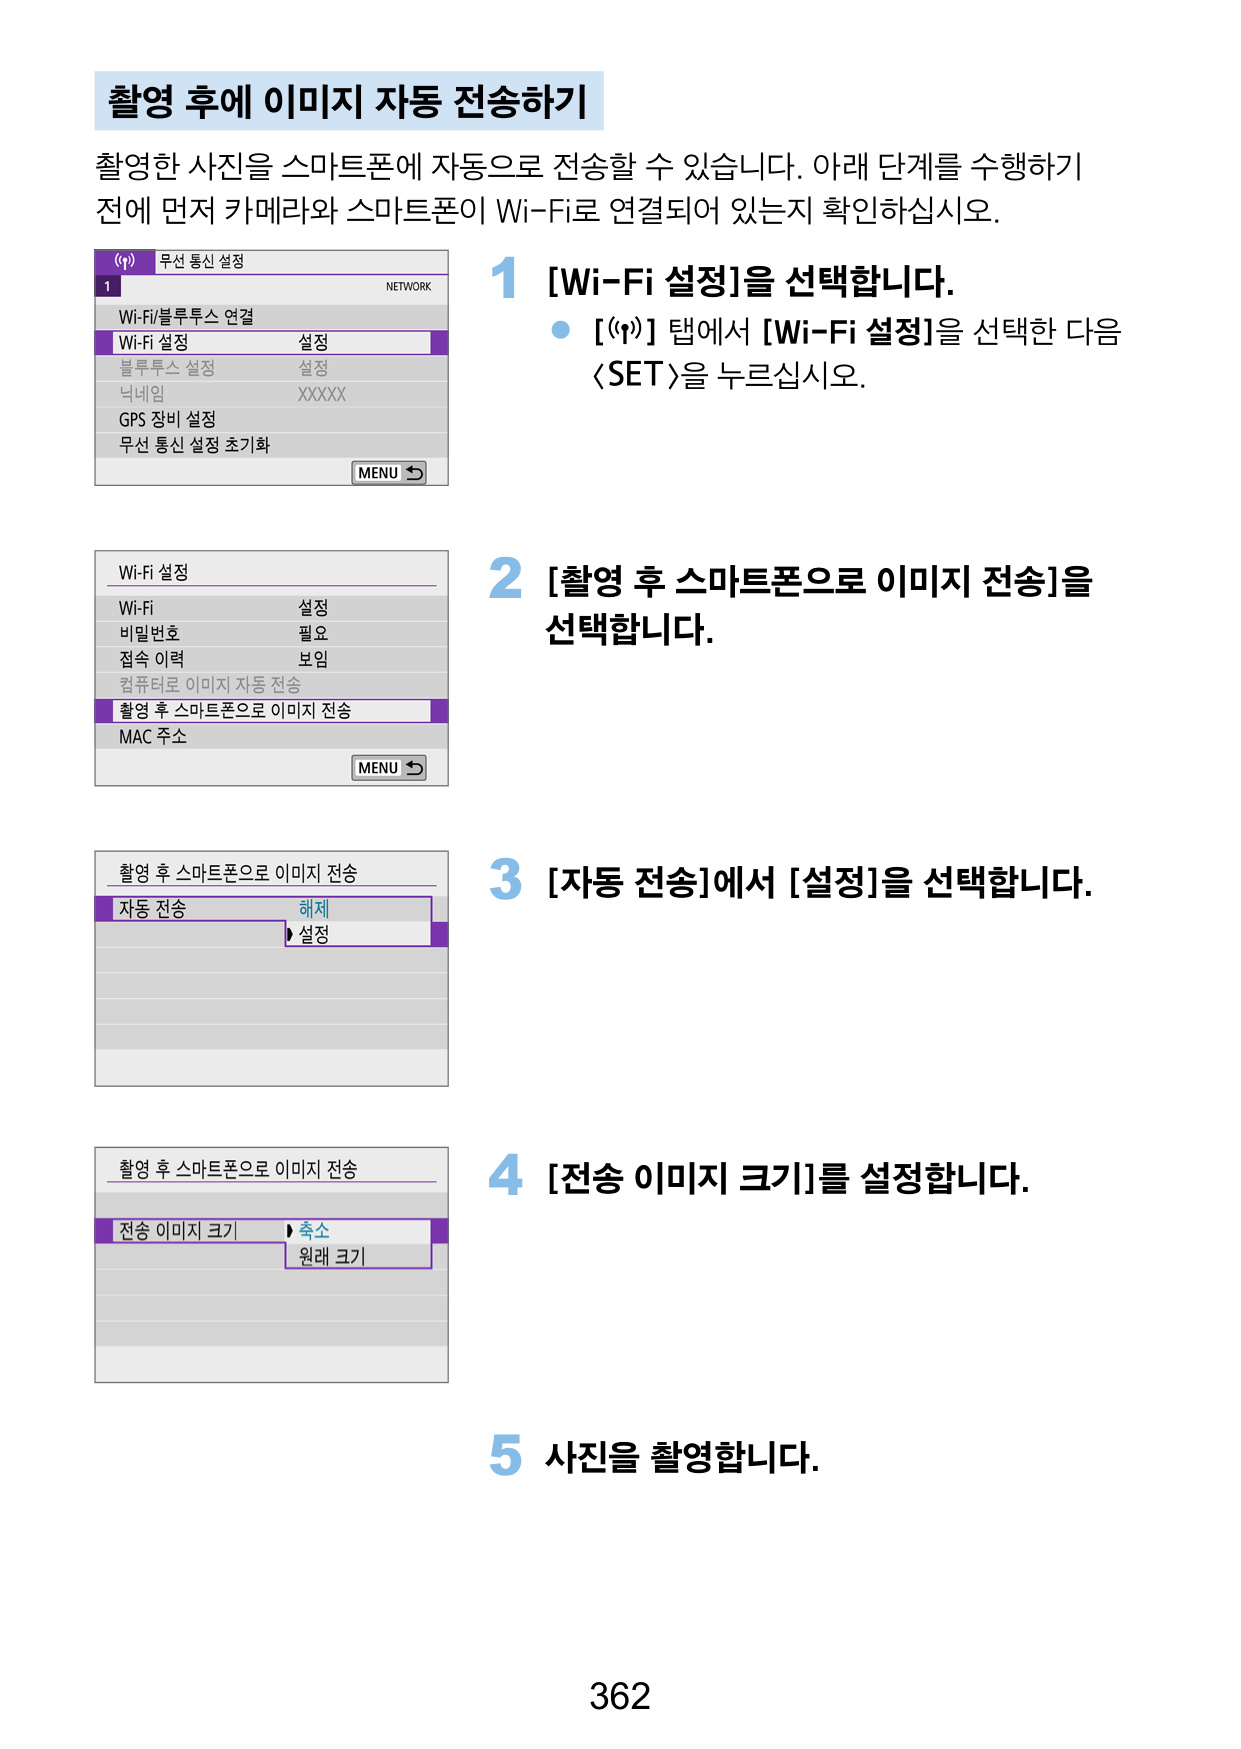 촬영 후에 이미지 자동 전송하기
촬영한 사진을 스마트폰에 자동으로 전송할 수 있습니다. 아래 단계를 수행하기
전에 먼저 카메라와 스마트폰이 Wi-Fi로 연결되어 있는지 확인하십시오.
무선 통신 설정
1 NETWORK
Wi-Fi/블루투스 연결
Wi-Fi 설정 설정
블루투스 설정 설정
닉네임 XXXXX
GPS 장비 설정
무선 통신 설정 초기화
MENU
1 [Wi-Fi 설정]을 선택합니다.
● [((ꞁ))] 탭에서 [Wi-Fi 설정]을 선택한 다음
<SET>을 누르십시오.
Wi-Fi 설정
Wi-Fi 설정
비밀번호 필요
접속 이력 보임
컴퓨터로 이미지 자동 전송
촬영 후 스마트폰으로 이미지 전송
MAC 주소
MENU
2 [촬영 후 스마트폰으로 이미지 전송]을
선택합니다.
촬영 후 스마트폰으로 이미지 전송
자동 전송 해제
설정
3 [자동 전송]에서 [설정]을 선택합니다.
촬영 후 스마트폰으로 이미지 전송
전송 이미지 크기 축소
원래 크기
4 [전송 이미지 크기]를 설정합니다.
5 사진을 촬영합니다.
362